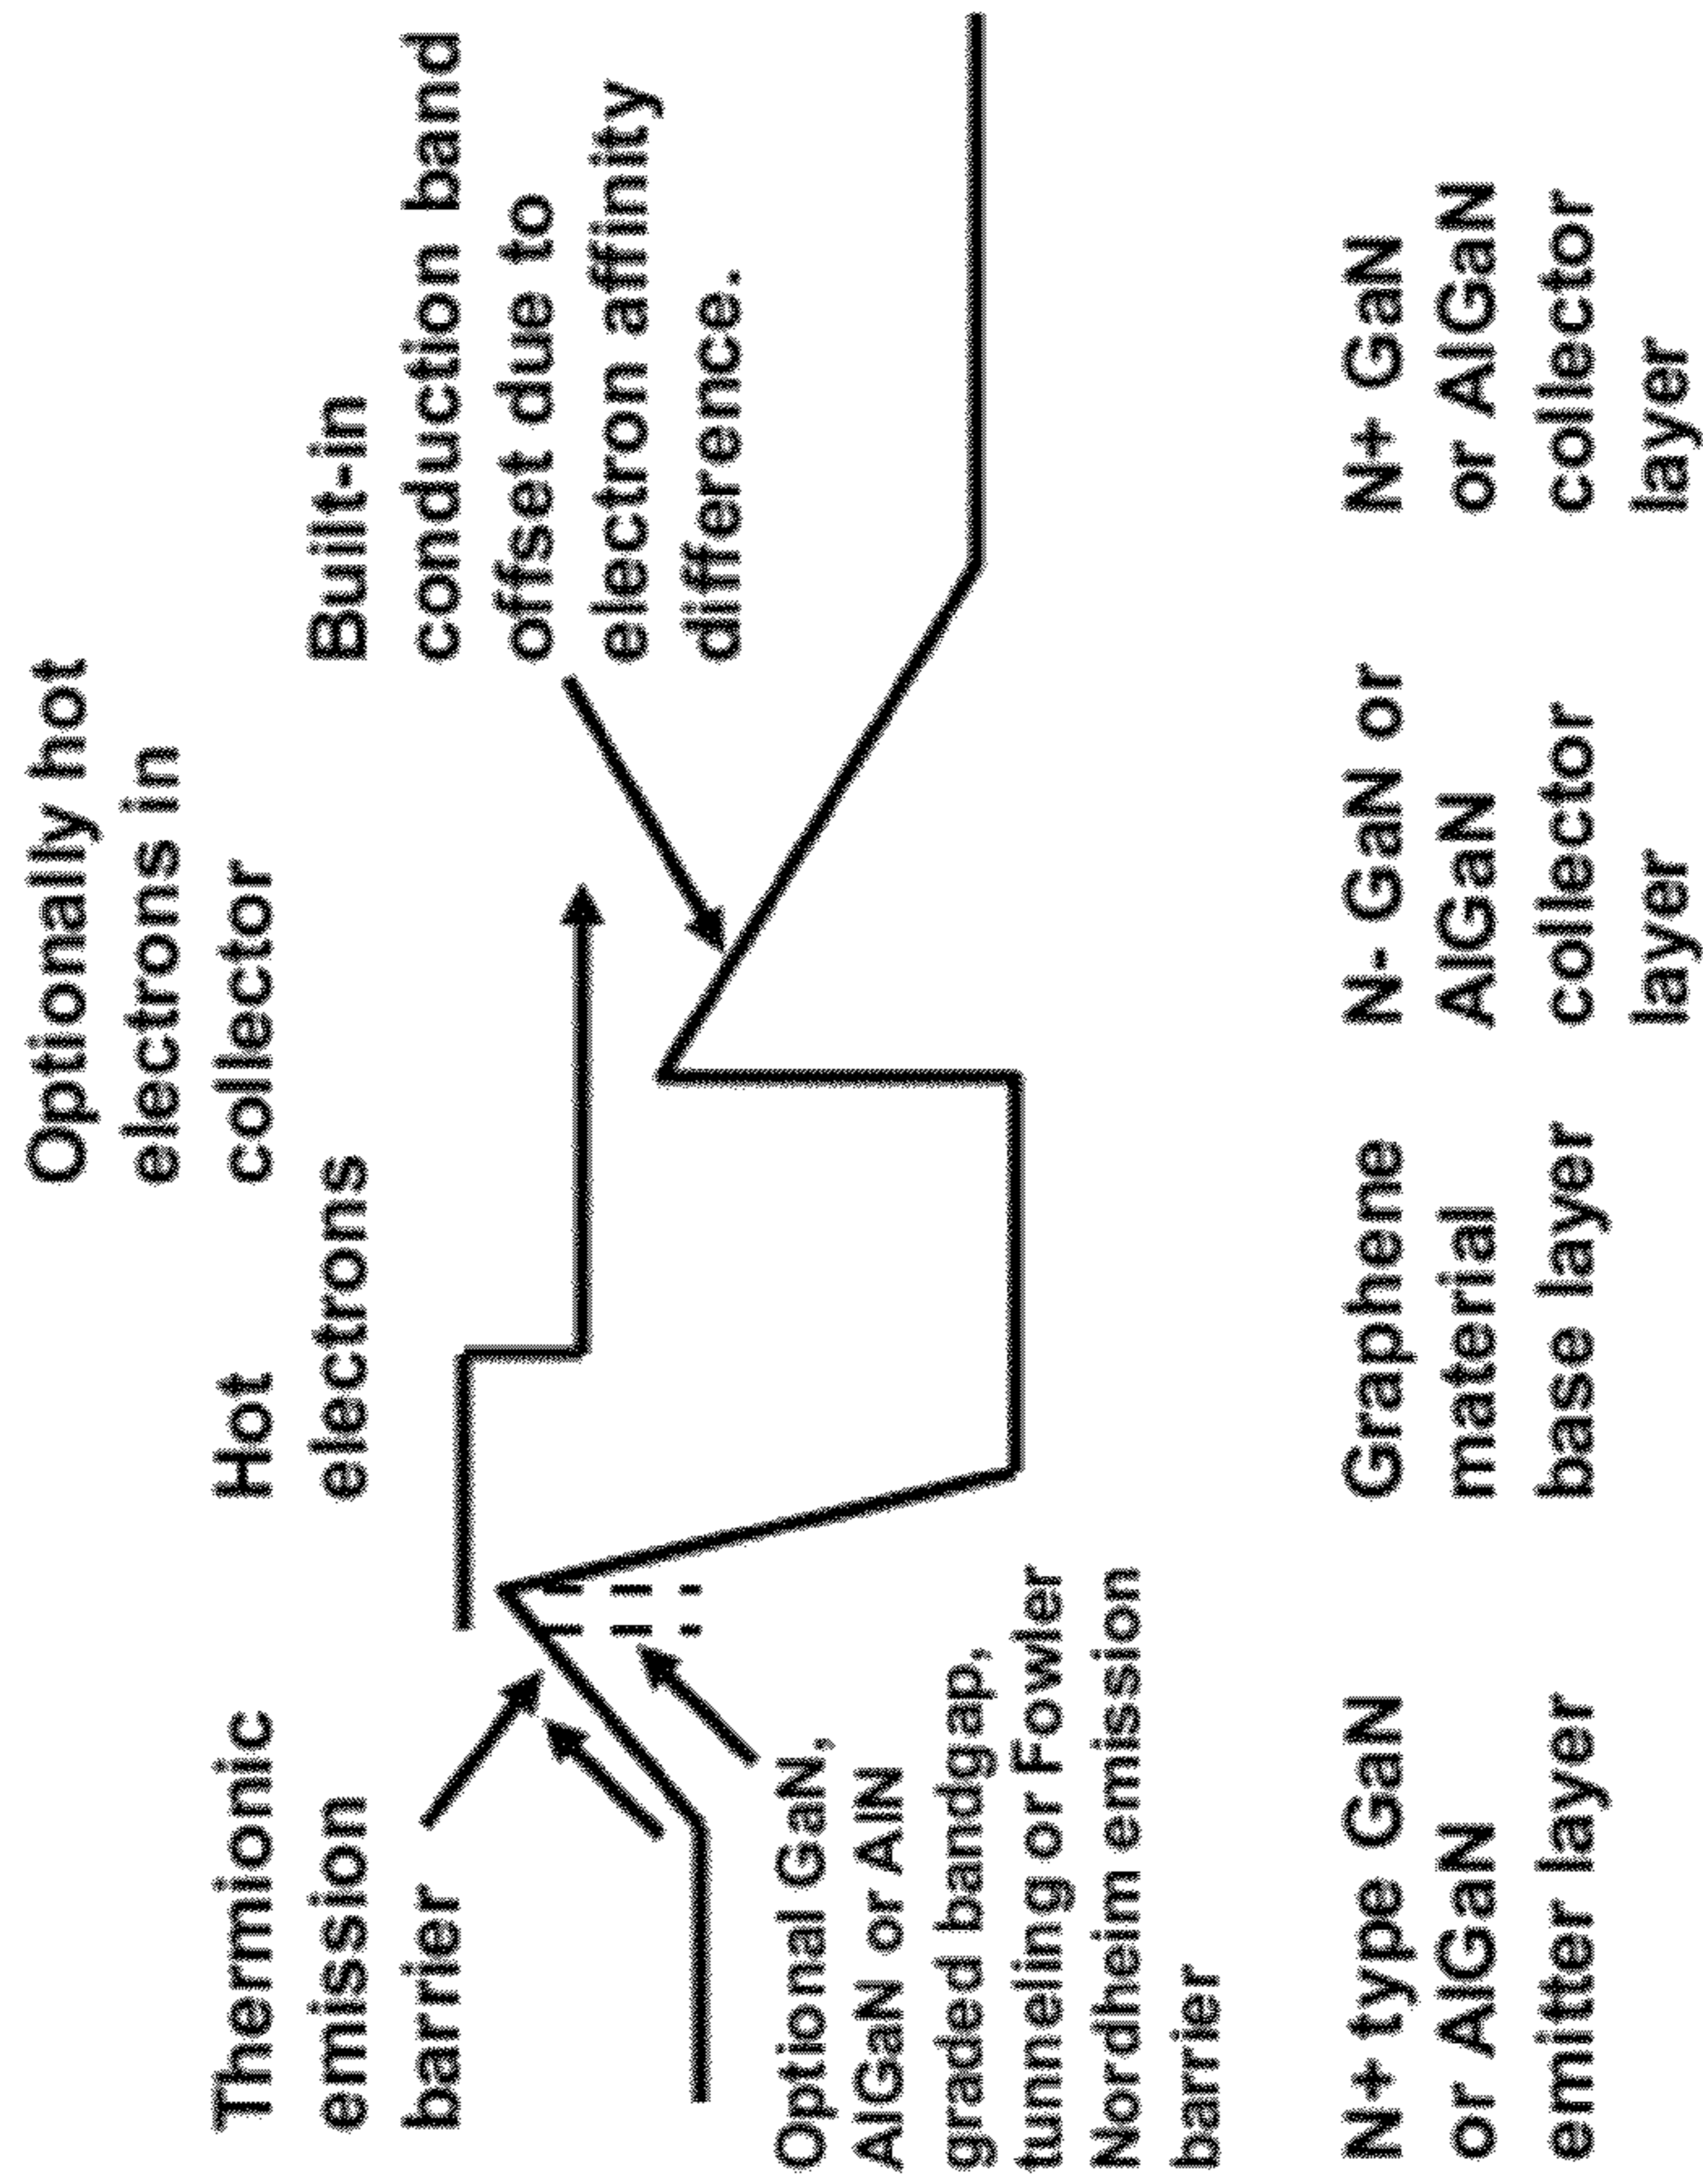 Optionally hot
electrons in
collector
Thermionic
emission
barrier
Hot
electrons
Built-in
conduction band
offset due to
electron affinity
difference.
Optional GaN,
AlGaN or AlN
graded bandgap,
tunneling or Fowler
Nordheim emission
barrier
N+ type GaN
or AlGaN
emitter layer
Graphene
material
base layer
N- GaN or
AlGaN
collector
layer
N+ GaN
or AlGaN
collector
layer